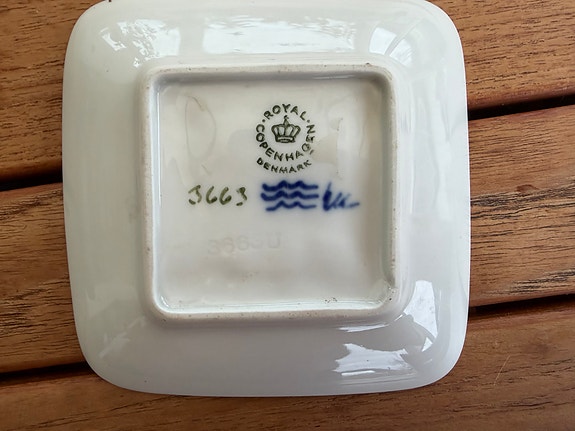 ROYAL
COPENHAGEN
DENMARK
3663